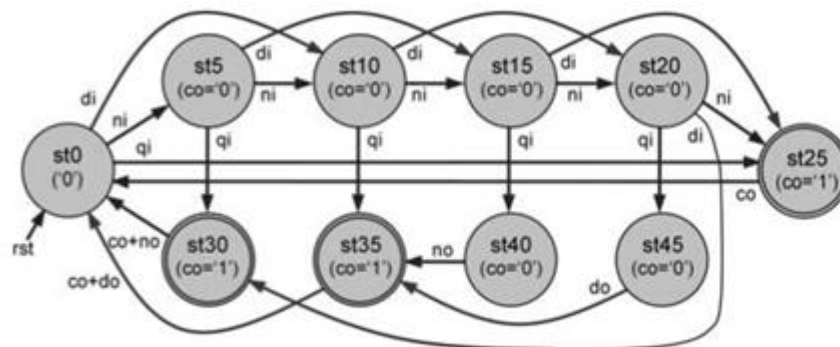 di
di
di
di
st5
(co='0')
st10
(co='0')
st15
(co='0')
st20
(co='0')
ni
ni
ni
ni
ni
qi
qi
qi
qi
qi
di
st0
('0')
st25
(co='1')
co
rst
co+no
co+do
st30
(co='1')
st35
(co='1')
no
st40
(co='0')
st45
(co='0')
do